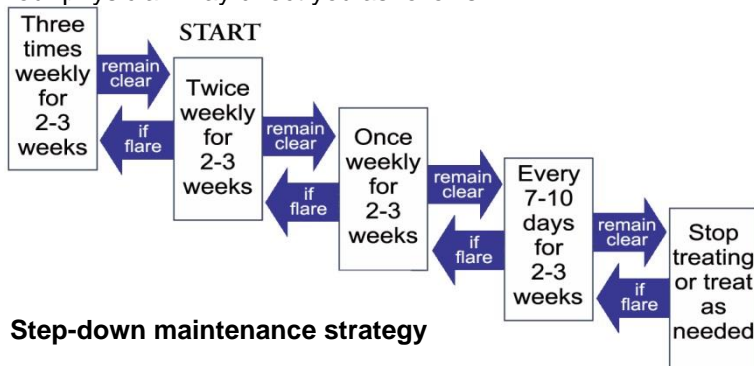 Three
times
weekly
for
2-3
weeks
remain
clear
if
flare
START
Twice
weekly
for
2-3
weeks
remain
clear
if
flare
Once
weekly
for
2-3
weeks
remain
clear
if
flare
Every
7-10
days
for
2-3
weeks
remain
clear
if
flare
Stop
treating
or treat
as
needed
Step-down maintenance strategy